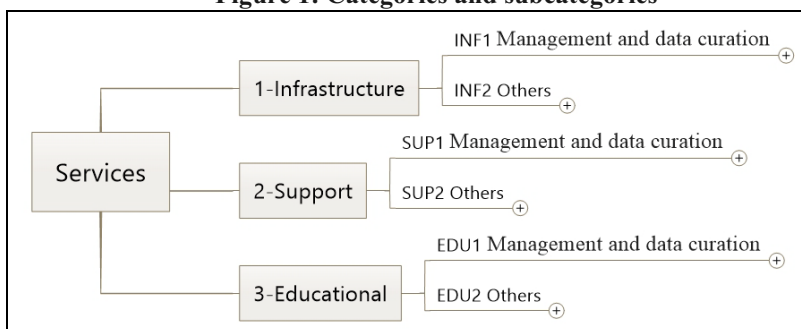 Figure 1: Categories and subcategories
INF1 Management and data curation
1-Infrastructure
INF2 Others
SUP1 Management and data curation
Services
2-Support
SUP2 Others
EDU1 Management and data curation
3-Educational
EDU2 Others